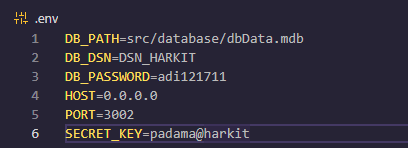 .env
1 DB_PATH=src/database/dbData.mdb
2 DB_DSN=DSN_HARKIT
3 DB_PASSWORD=adi121711
4 HOST=0.0.0.0
5 PORT=3002
6 SECRET_KEY=padama@harkit